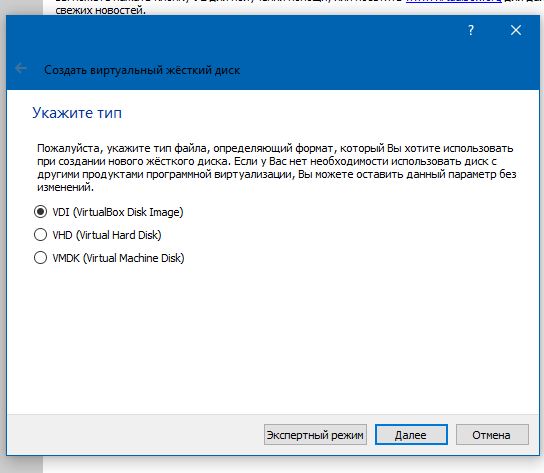 свежих новостей.
?
Создать виртуальный жёсткий диск
Укажите тип
Пожалуйста, укажите тип файла, определяющий формат, который Вы хотите использовать
при создании нового жёсткого диска. Если у Вас нет необходимости использовать диск с
другими продуктами программной виртуализации, Вы можете оставить данный параметр без
изменений.
VDI (VirtualBox Disk Image)
VHD (Virtual Hard Disk)
VMDK (Virtual Machine Disk)
Экспертный режим
Далее
Отмена